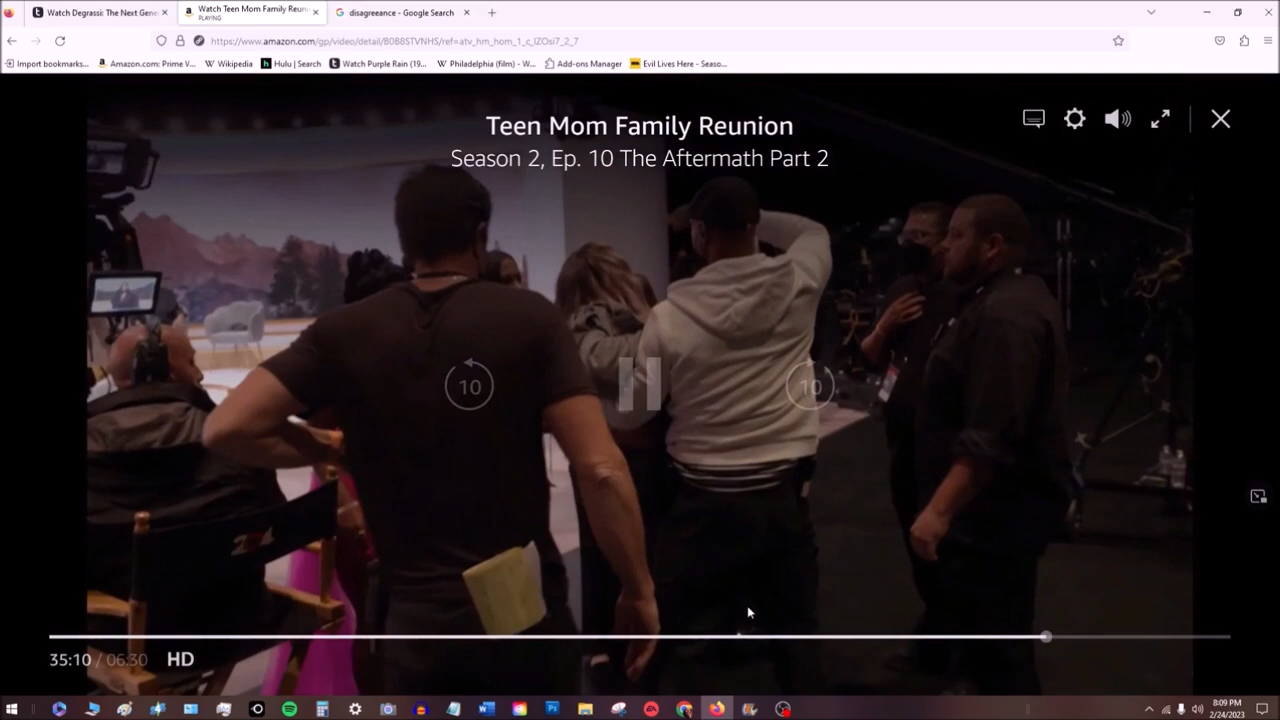 Watch Degrassi: The Next Gene
Watch Teen Mom Family Reuni
PLAYING
disagreeance - Google Search
https://www.amazon.com/gp/video/detail/B0B8STVNHS/ref=atv_hm_hom_1_c_lZOsi7_2_7
Import bookmarks...
Amazon.com: Prime V...
Wikipedia
Hulu | Search
Watch Purple Rain (19...
Philadelphia (film) - W...
Add-ons Manager
Evil Lives Here - Seaso...
Teen Mom Family Reunion
Season 2, Ep. 10 The Aftermath Part 2
10
10
35:10 / 06:30 HD
8:09 PM
2/24/2023